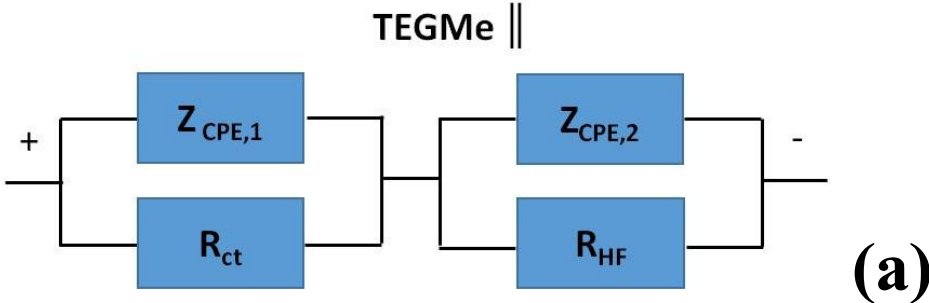 TEGMe ||
+
Z CPE,1
Z CPE,2
-
R ct
R HF
(a)